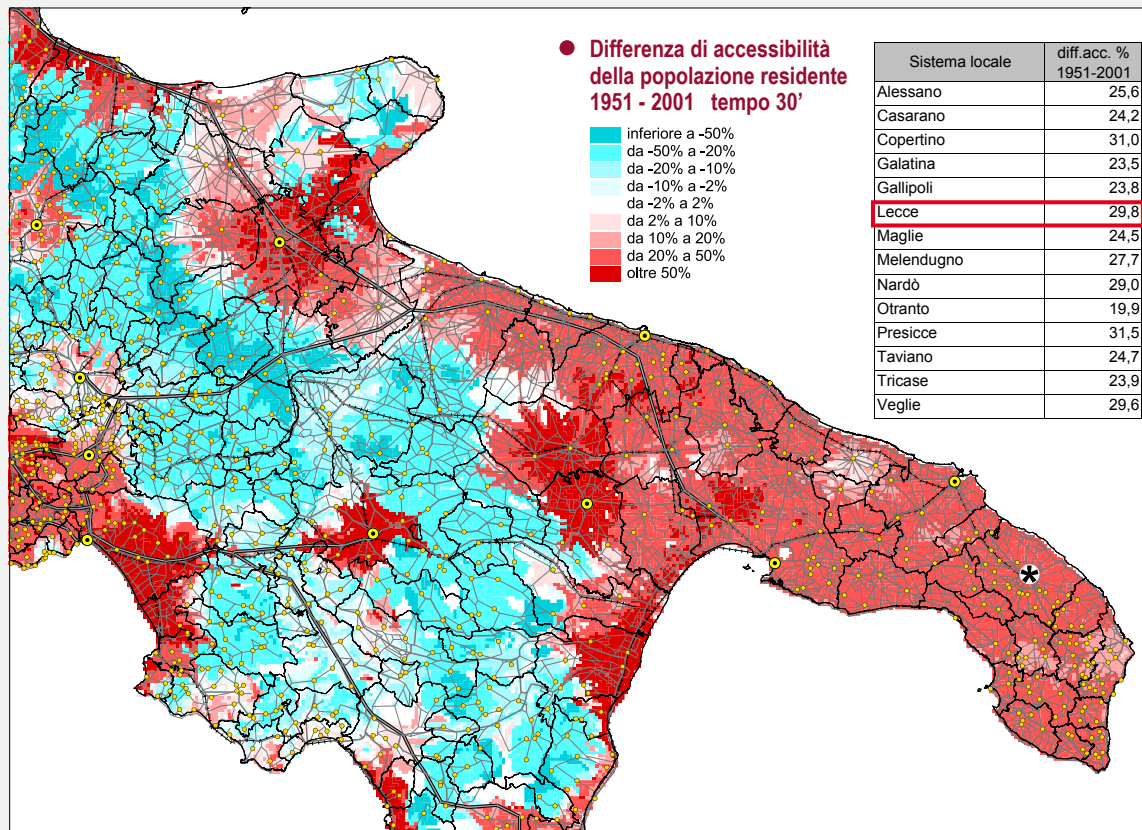 Differenza di accessibilità
della popolazione residente
1951 - 2001 tempo 30'
inferiore a -50%
da -50% a -20%
da -20% a -10%
da -10% a -2%
da -2% a 2%
da 2% a 10%
da 10% a 20%
da 20% a 50%
oltre 50%
Sistema locale diff.acc. % 1951-2001
Alessano 25,6
Casarano 24,2
Copertino 31,0
Galatina 23,5
Gallipoli 23,8
Lecce 29,8
Maglie 24,5
Melendugno 27,7
Nardò 29,0
Otranto 19,9
Presicce 31,5
Taviano 24,7
Tricase 23,9
Veglie 29,6